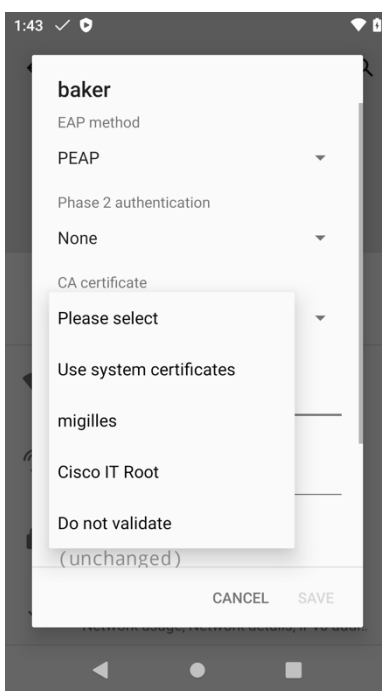 1:43
baker
EAP method
PEAP
Phase 2 authentication
None
CA certificate
Please select
Use system certificates
migilles
Cisco IT Root
Do not validate
(unchanged)
CANCEL SAVE